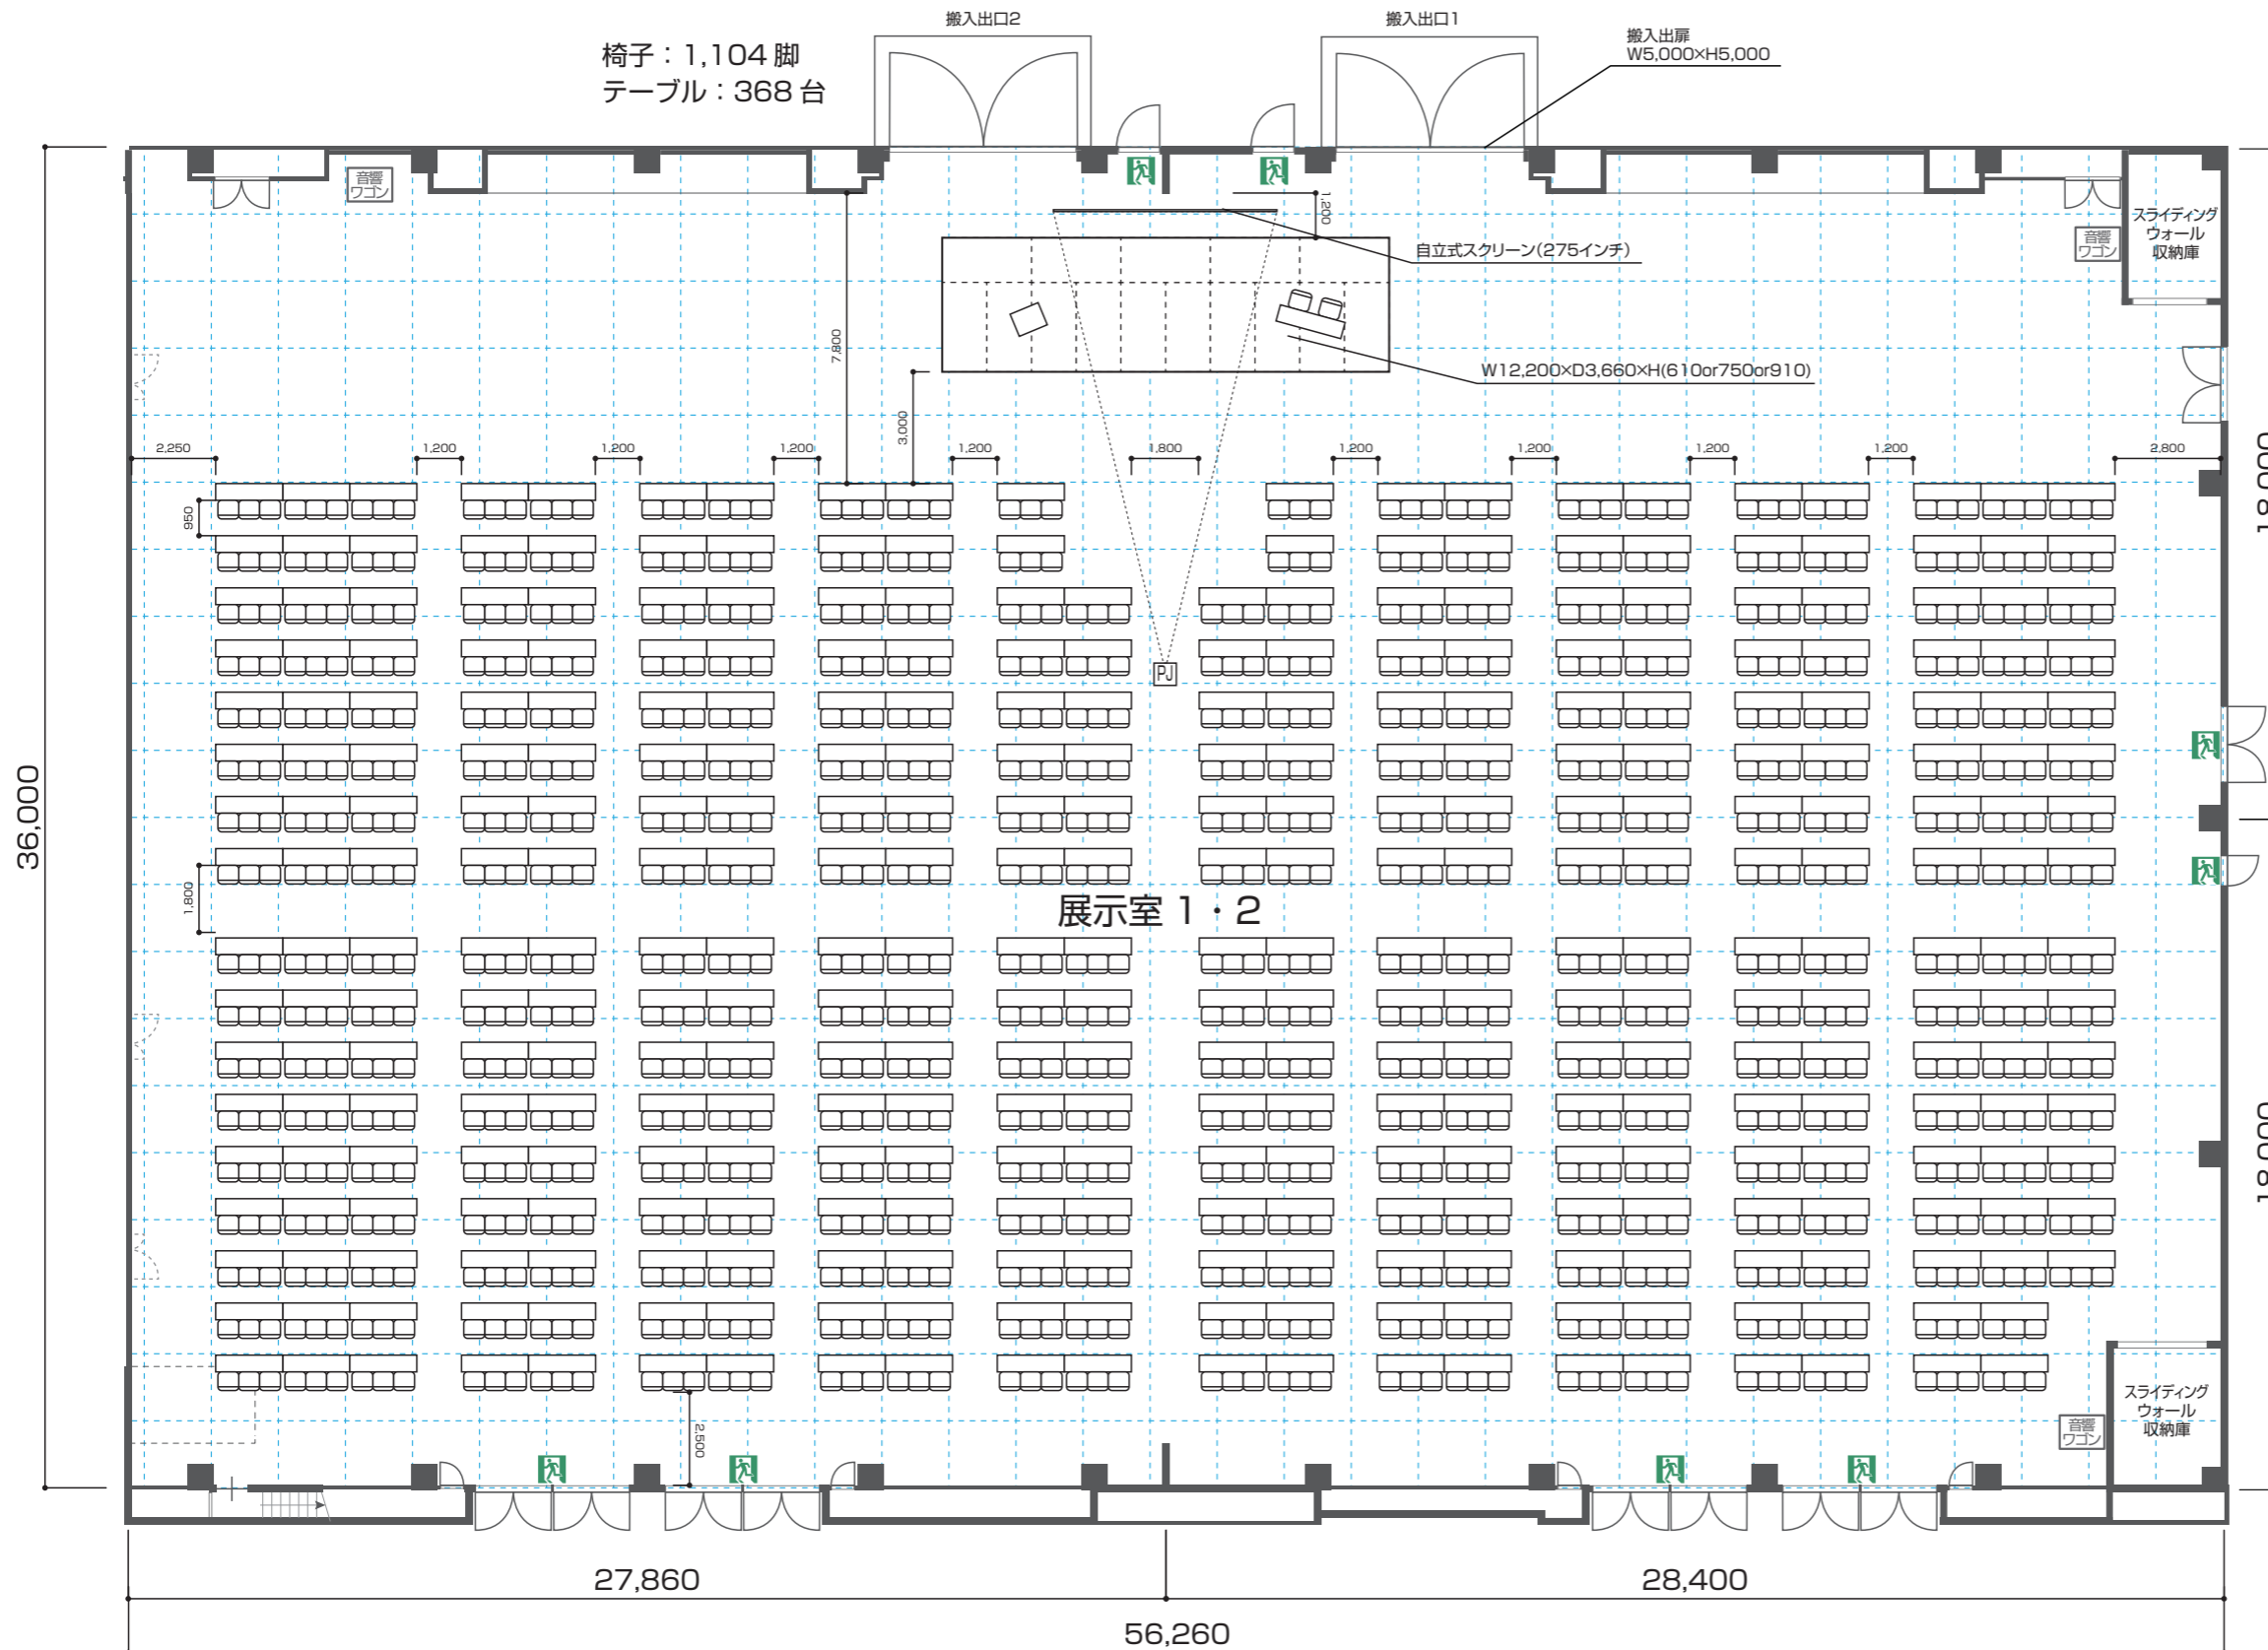 搬入出口2
搬入出口1
椅子：1,104 脚
テーブル：368 台
搬入出扉
W5,000×H5,000
音響
ワゴン
1,200
スライディング
ウォール
収納庫
音響
ワゴン
自立式スクリーン(275インチ)
7,800
W12,200×D3,660×H(610or750or910)
3,000
2,250
1,200
1,200
1,200
1,200
1,800
1,200
1,200
1,200
1,200
2,800
18,000
950
PJ
36,000
1,800
展示室 1・2
18,000
スライディング
ウォール
収納庫
音響
ワゴン
2,500
27,860
28,400
56,260